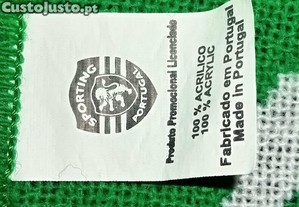 CustoJusto.pt
SPORTING
PORTUGAL
Produto Promocional Licenciado
100 % ACRILICO
100 % ACRYLIC
Fabricado em Portugal
Made in Portugal